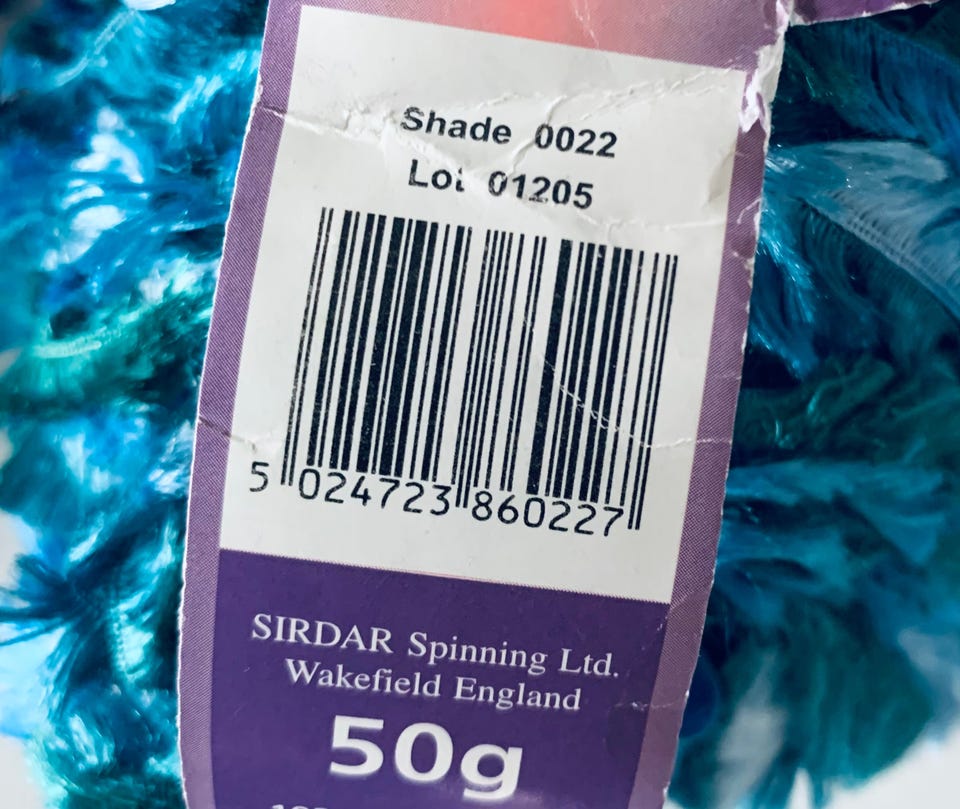 Shade 0022
Lot 01205
5 024723 860227
SIRDAR Spinning Ltd.
Wakefield England
50g